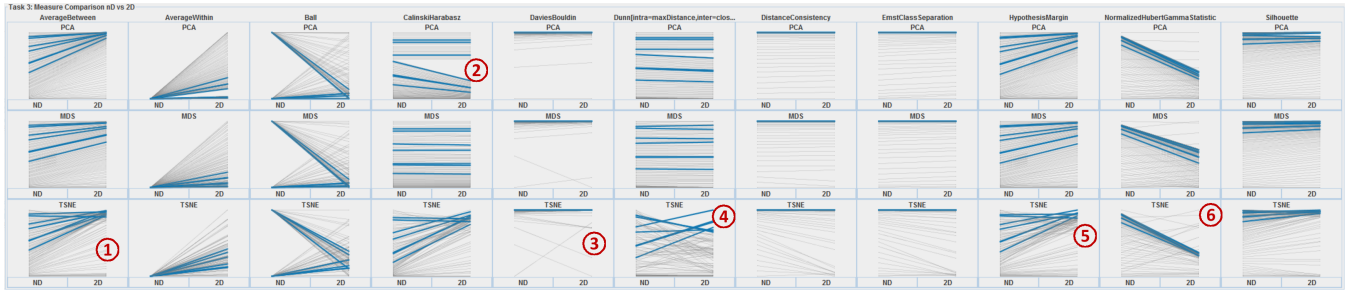 Task 3: Measure Comparison nD vs 2D
AverageBetween AverageWithin Ball CalinskiHarabasz DaviesBouldin Dunn[intra=maxDistance,inter=clos... DistanceConsistency EmstClassSeparation HypothesisMargin NormalizedHubertGammaStatistic Silhouette
PCA PCA PCA PCA PCA PCA PCA PCA PCA PCA PCA
2
ND 2D ND 2D ND 2D ND 2D ND 2D ND 2D ND 2D ND 2D ND 2D ND 2D ND 2D
MDS MDS MDS MDS MDS MDS MDS MDS MDS MDS MDS
ND 2D ND 2D ND 2D ND 2D ND 2D ND 2D ND 2D ND 2D ND 2D ND 2D ND 2D
TSNE TSNE TSNE TSNE TSNE TSNE TSNE TSNE TSNE TSNE TSNE
1 3 4 5 6
ND 2D ND 2D ND 2D ND 2D ND 2D ND 2D ND 2D ND 2D ND 2D ND 2D ND 2D